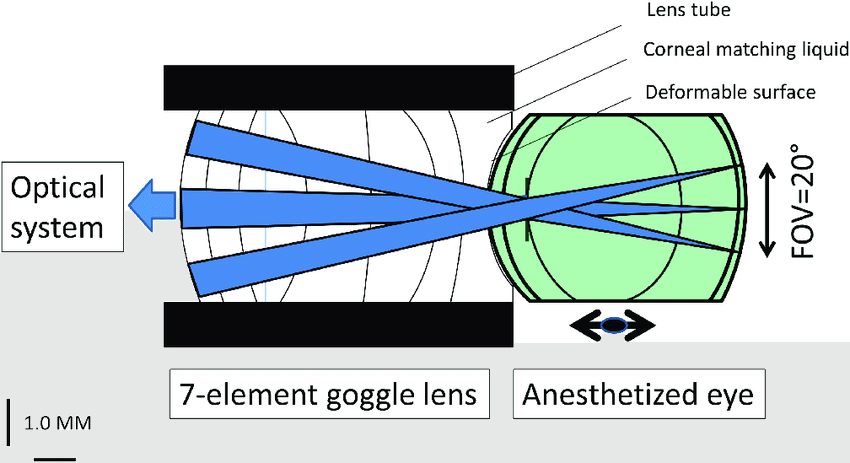 Lens tube
Corneal matching liquid
Deformable surface
Optical
system
FOV=20°
7-element goggle lens
Anesthetized eye
1.0 MM